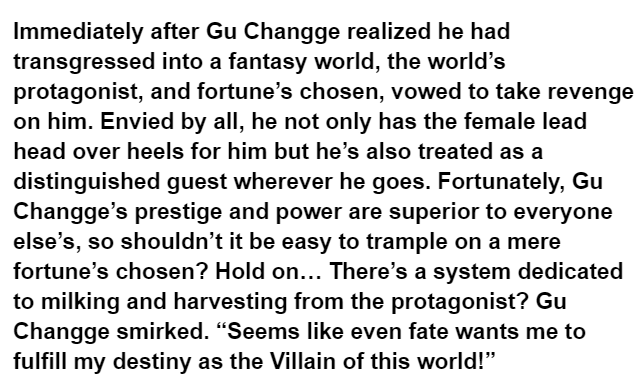 Immediately after Gu Changge realized he had
transgressed into a fantasy world, the world’s
protagonist, and fortune’s chosen, vowed to take revenge
on him. Envied by all, he not only has the female lead
head over heels for him but he’s also treated as a
distinguished guest wherever he goes. Fortunately, Gu
Changge’s prestige and power are superior to everyone
else’s, so shouldn’t it be easy to trample on a mere
fortune’s chosen? Hold on… There’s a system dedicated
to milking and harvesting from the protagonist? Gu
Changge smirked. “Seems like even fate wants me to
fulfill my destiny as the Villain of this world!”